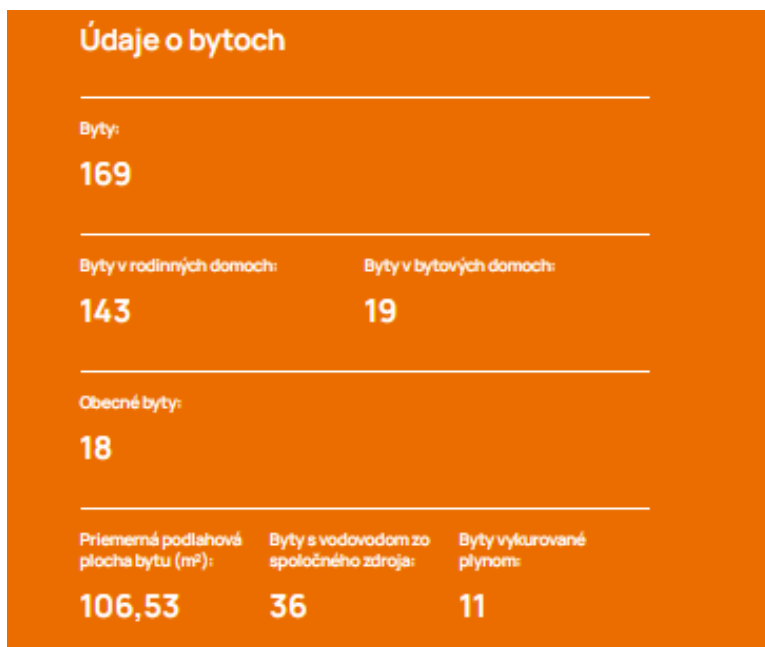 Údaje o bytoch
Byty:
169
Byty v rodinných domoch:
143
Byty v bytových domoch:
19
Obecné byty:
18
Priemerná podlahová
plocha bytu (m²):
106,53
Byty s vodovodom zo
spoločného zdroja:
36
Byty vykurované
plynom:
11